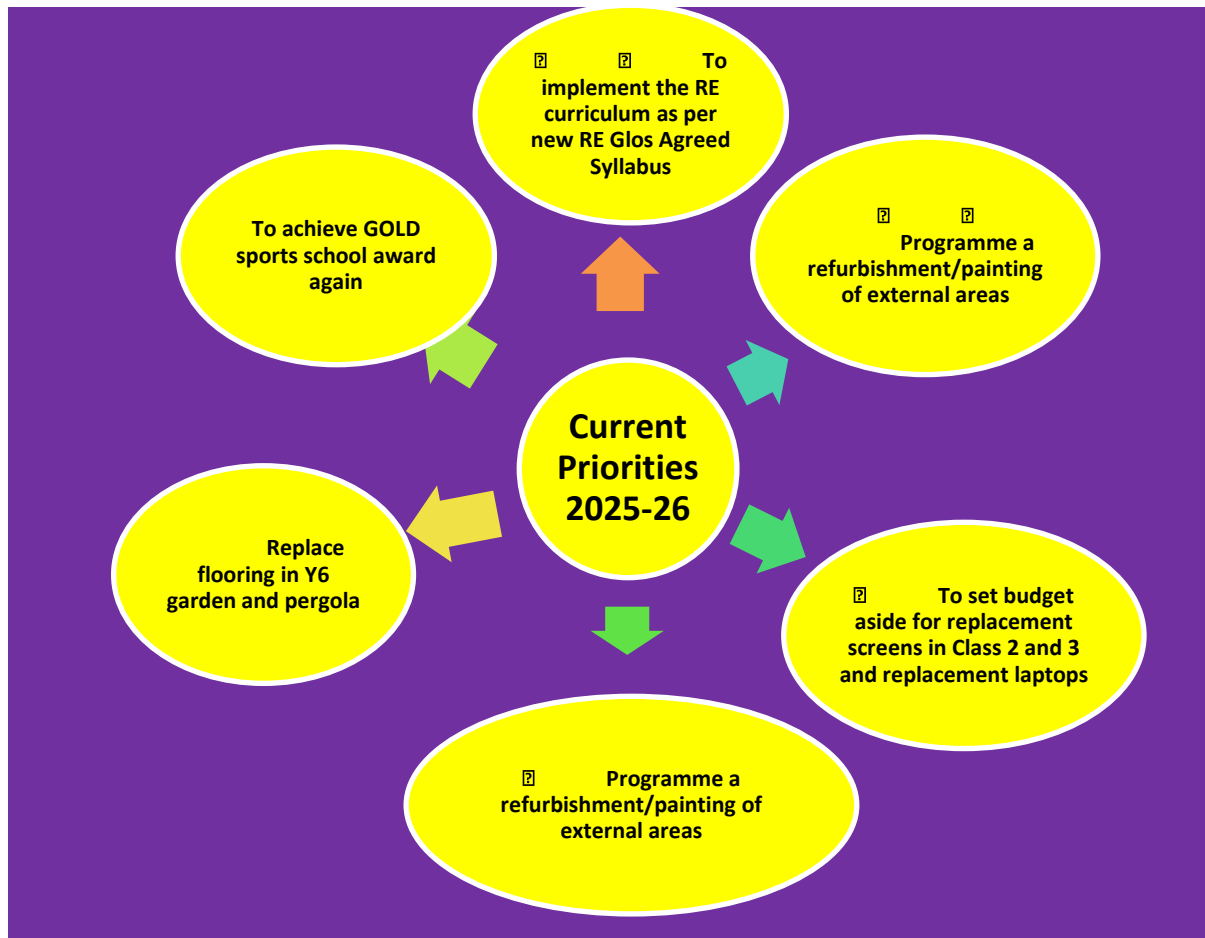 ⍰ ⍰ To
implement the RE
curriculum as per
new RE Glos Agreed
Syllabus
To achieve GOLD
sports school award
again
⍰ ⍰
Programme a
refurbishment/painting
of external areas
Current
Priorities
2025-26
Replace
flooring in Y6
garden and pergola
⍰ To set budget
aside for replacement
screens in Class 2 and 3
and replacement laptops
⍰ Programme a
refurbishment/painting of
external areas